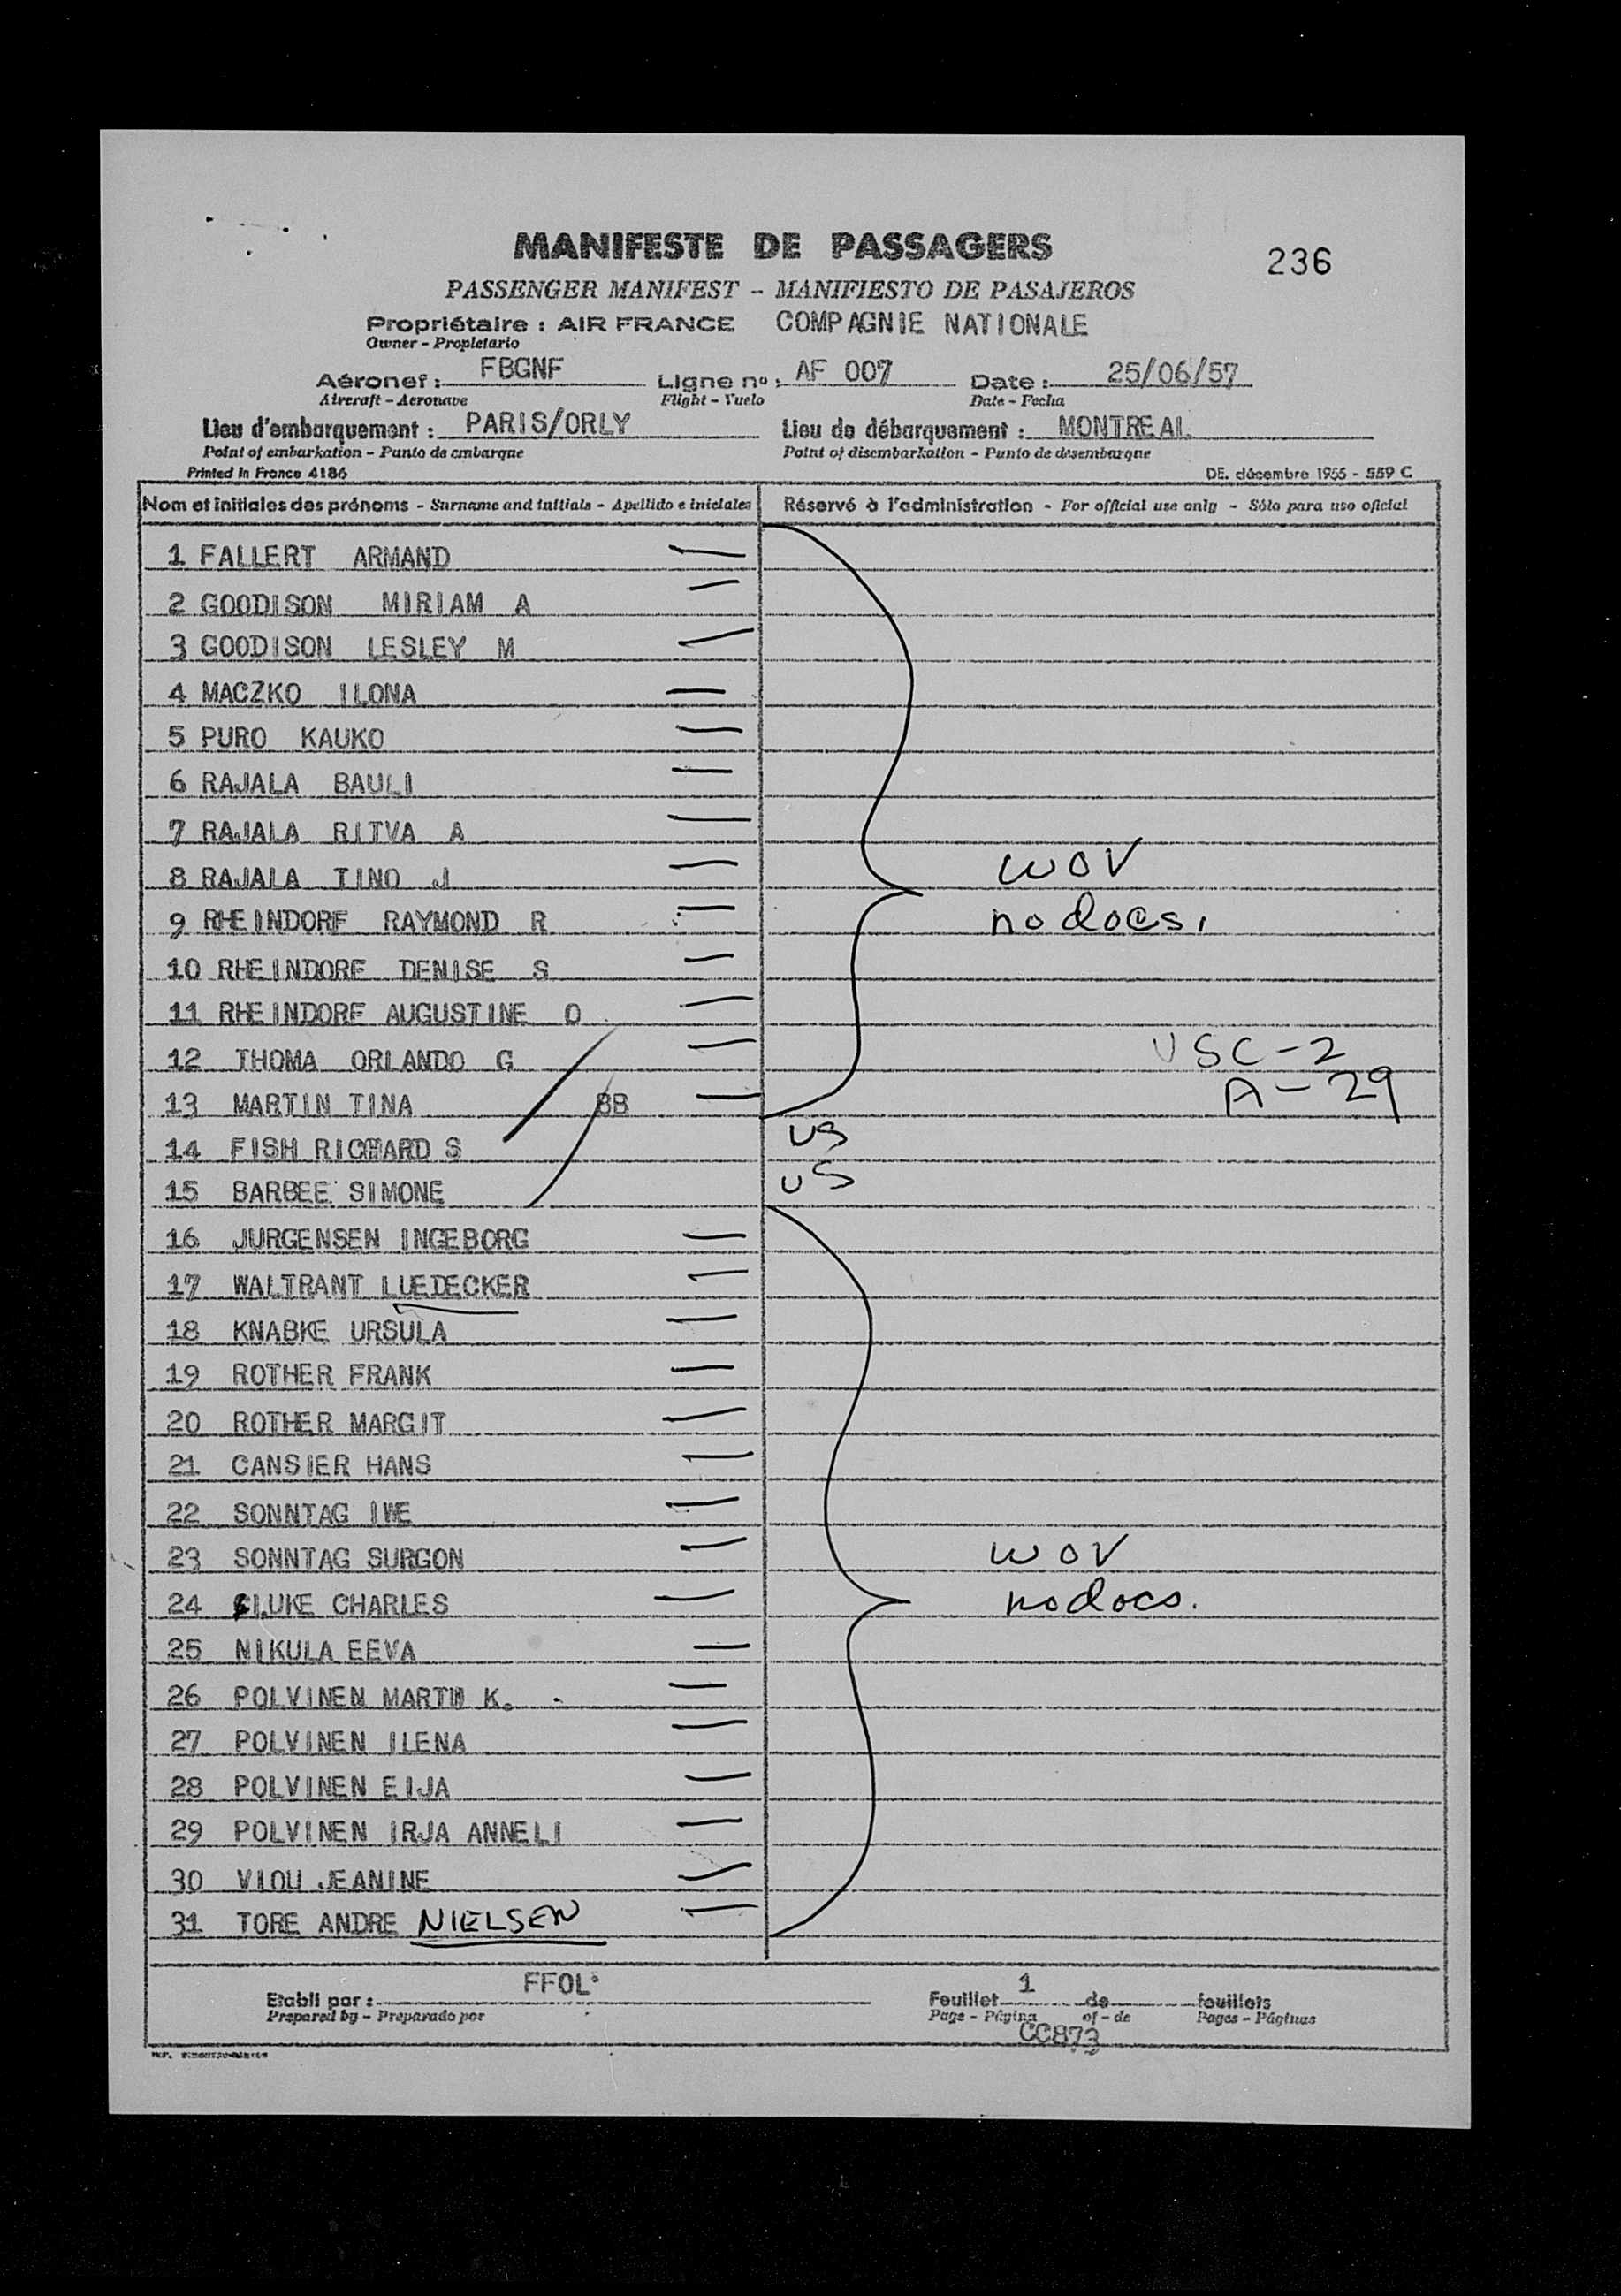 MANIFESTE DE PASSAGERS
236
PASSENGER MANIFEST - MANIFIESTO DE PASAJEROS
Propriétaire : AIR FRANCE COMPAGNIE NATIONALE
Owner - Propietario
Aéronef : FBGNF Ligne nº : AF 007 Date : 25/06/57
Aircraft - Aeronave Flight - Vuelo Date - Fecha
Lieu d'embarquement : PARIS/ORLY Lieu de débarquement : MONTREAL
Point of embarkation - Punto de embarque Point of disembarkation - Punto de desembarque
Printed in France 4186 DE. décembre 1955 - 559 C
Nom et initiales des prénoms - Surname and initials - Apellido e iniciales Réservé à l'administration - For official use only - Sólo para uso oficial
1 FALLERT ARMAND
2 GOODISON MIRIAM A
3 GOODISON LESLEY M
4 MACZKO ILONA
5 PURO KAUKO
6 RAJALA BAULI
7 RAJALA RITVA A
8 RAJALA TINO J WOV
9 RHEINDORF RAYMOND R no docs.
10 RHEINDORF DENISE S
11 RHEINDORF AUGUSTINE O
12 THOMA ORLANDO G USC-2
13 MARTIN TINA BB A-29
14 FISH RICHARD S US
15 BARBEE SIMONE US
16 JURGENSEN INGEBORG
17 WALTRANT LUEDECKER
18 KNABKE URSULA
19 ROTHER FRANK
20 ROTHER MARGIT
21 CANSIER HANS
22 SONNTAG IWE
23 SONNTAG SURGON WOV
24 LUKE CHARLES no docs.
25 NIKULA EEVA
26 POLVINEN K.
27 POLVINEN ILENA
28 POLVINEN EIJA
29 POLVINEN IRJA ANNELI
30 VIOU JEANINE
31 TORE ANDRE NIELSEN
Etabli par : FFOL Feuillet 1 de feuillets
Prepared by - Preparado por Page - Página of - de Pages - Páginas
CC873